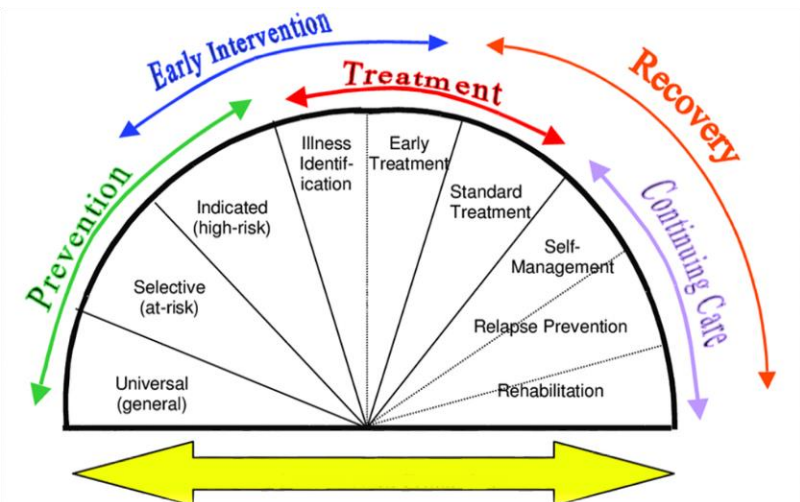 Early Intervention
Treatment
Recovery
Prevention
Continuing Care
Illness
Identif-
ication
Early
Treatment
Indicated
(high-risk)
Standard
Treatment
Selective
(at-risk)
Self-
Management
Relapse Prevention
Universal
(general)
Rehabilitation